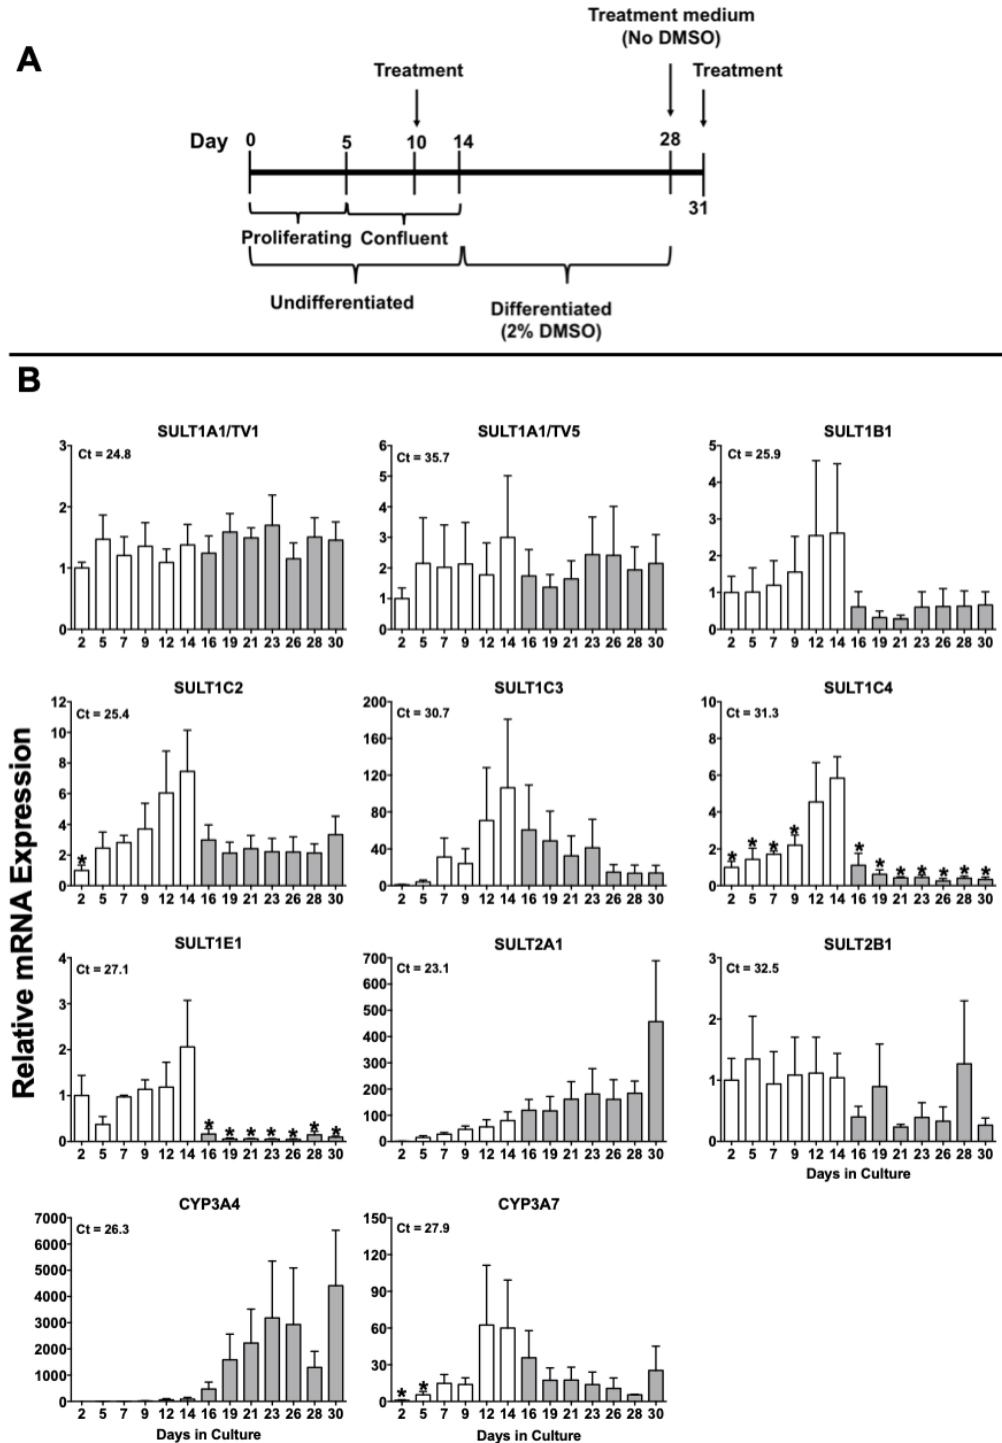 A
Treatment medium
(No DMSO)
Treatment Treatment
Day 0 5 10 14 28
31
Proliferating Confluent
Undifferentiated Differentiated
(2% DMSO)
B
Relative mRNA Expression
SULT1A1/TV1
Ct = 24.8
3
2
1
0
2 5 7 9 12 14 16 19 21 23 26 28 30
SULT1A1/TV5
Ct = 35.7
6
5
4
3
2
1
0
2 5 7 9 12 14 16 19 21 23 26 28 30
SULT1B1
Ct = 25.9
5
4
3
2
1
0
2 5 7 9 12 14 16 19 21 23 26 28 30
SULT1C2
Ct = 25.4
12
10
8
6
4
2
0
*
2 5 7 9 12 14 16 19 21 23 26 28 30
SULT1C3
Ct = 30.7
200
160
120
80
40
0
2 5 7 9 12 14 16 19 21 23 26 28 30
SULT1C4
Ct = 31.3
10
8
6
4
2
0
* * * * * * * * * * *
2 5 7 9 12 14 16 19 21 23 26 28 30
SULT1E1
Ct = 27.1
4
3
2
1
0
* * * * * * *
2 5 7 9 12 14 16 19 21 23 26 28 30
SULT2A1
Ct = 23.1
700
600
500
400
300
200
100
0
2 5 7 9 12 14 16 19 21 23 26 28 30
SULT2B1
Ct = 32.5
3
2
1
0
2 5 7 9 12 14 16 19 21 23 26 28 30
Days in Culture
CYP3A4
Ct = 26.3
7000
6000
5000
4000
3000
2000
1000
0
2 5 7 9 12 14 16 19 21 23 26 28 30
Days in Culture
CYP3A7
Ct = 27.9
150
120
90
60
30
0
* *
2 5 7 9 12 14 16 19 21 23 26 28 30
Days in Culture